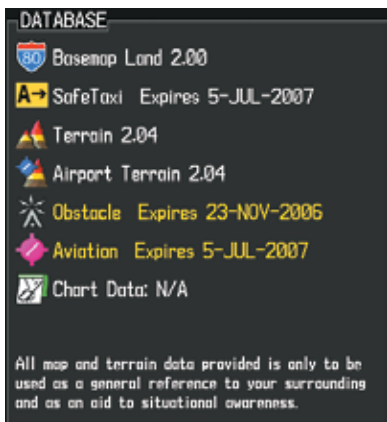 DATABASE
80 Basemap Land 2.00
A→ SafeTaxi Expires 5-JUL-2007
Terrain 2.04
Airport Terrain 2.04
Obstacle Expires 23-NOV-2006
Aviation Expires 5-JUL-2007
Chart Data: N/A
All map and terrain data provided is only to be
used as a general reference to your surrounding
and as an aid to situational awareness.